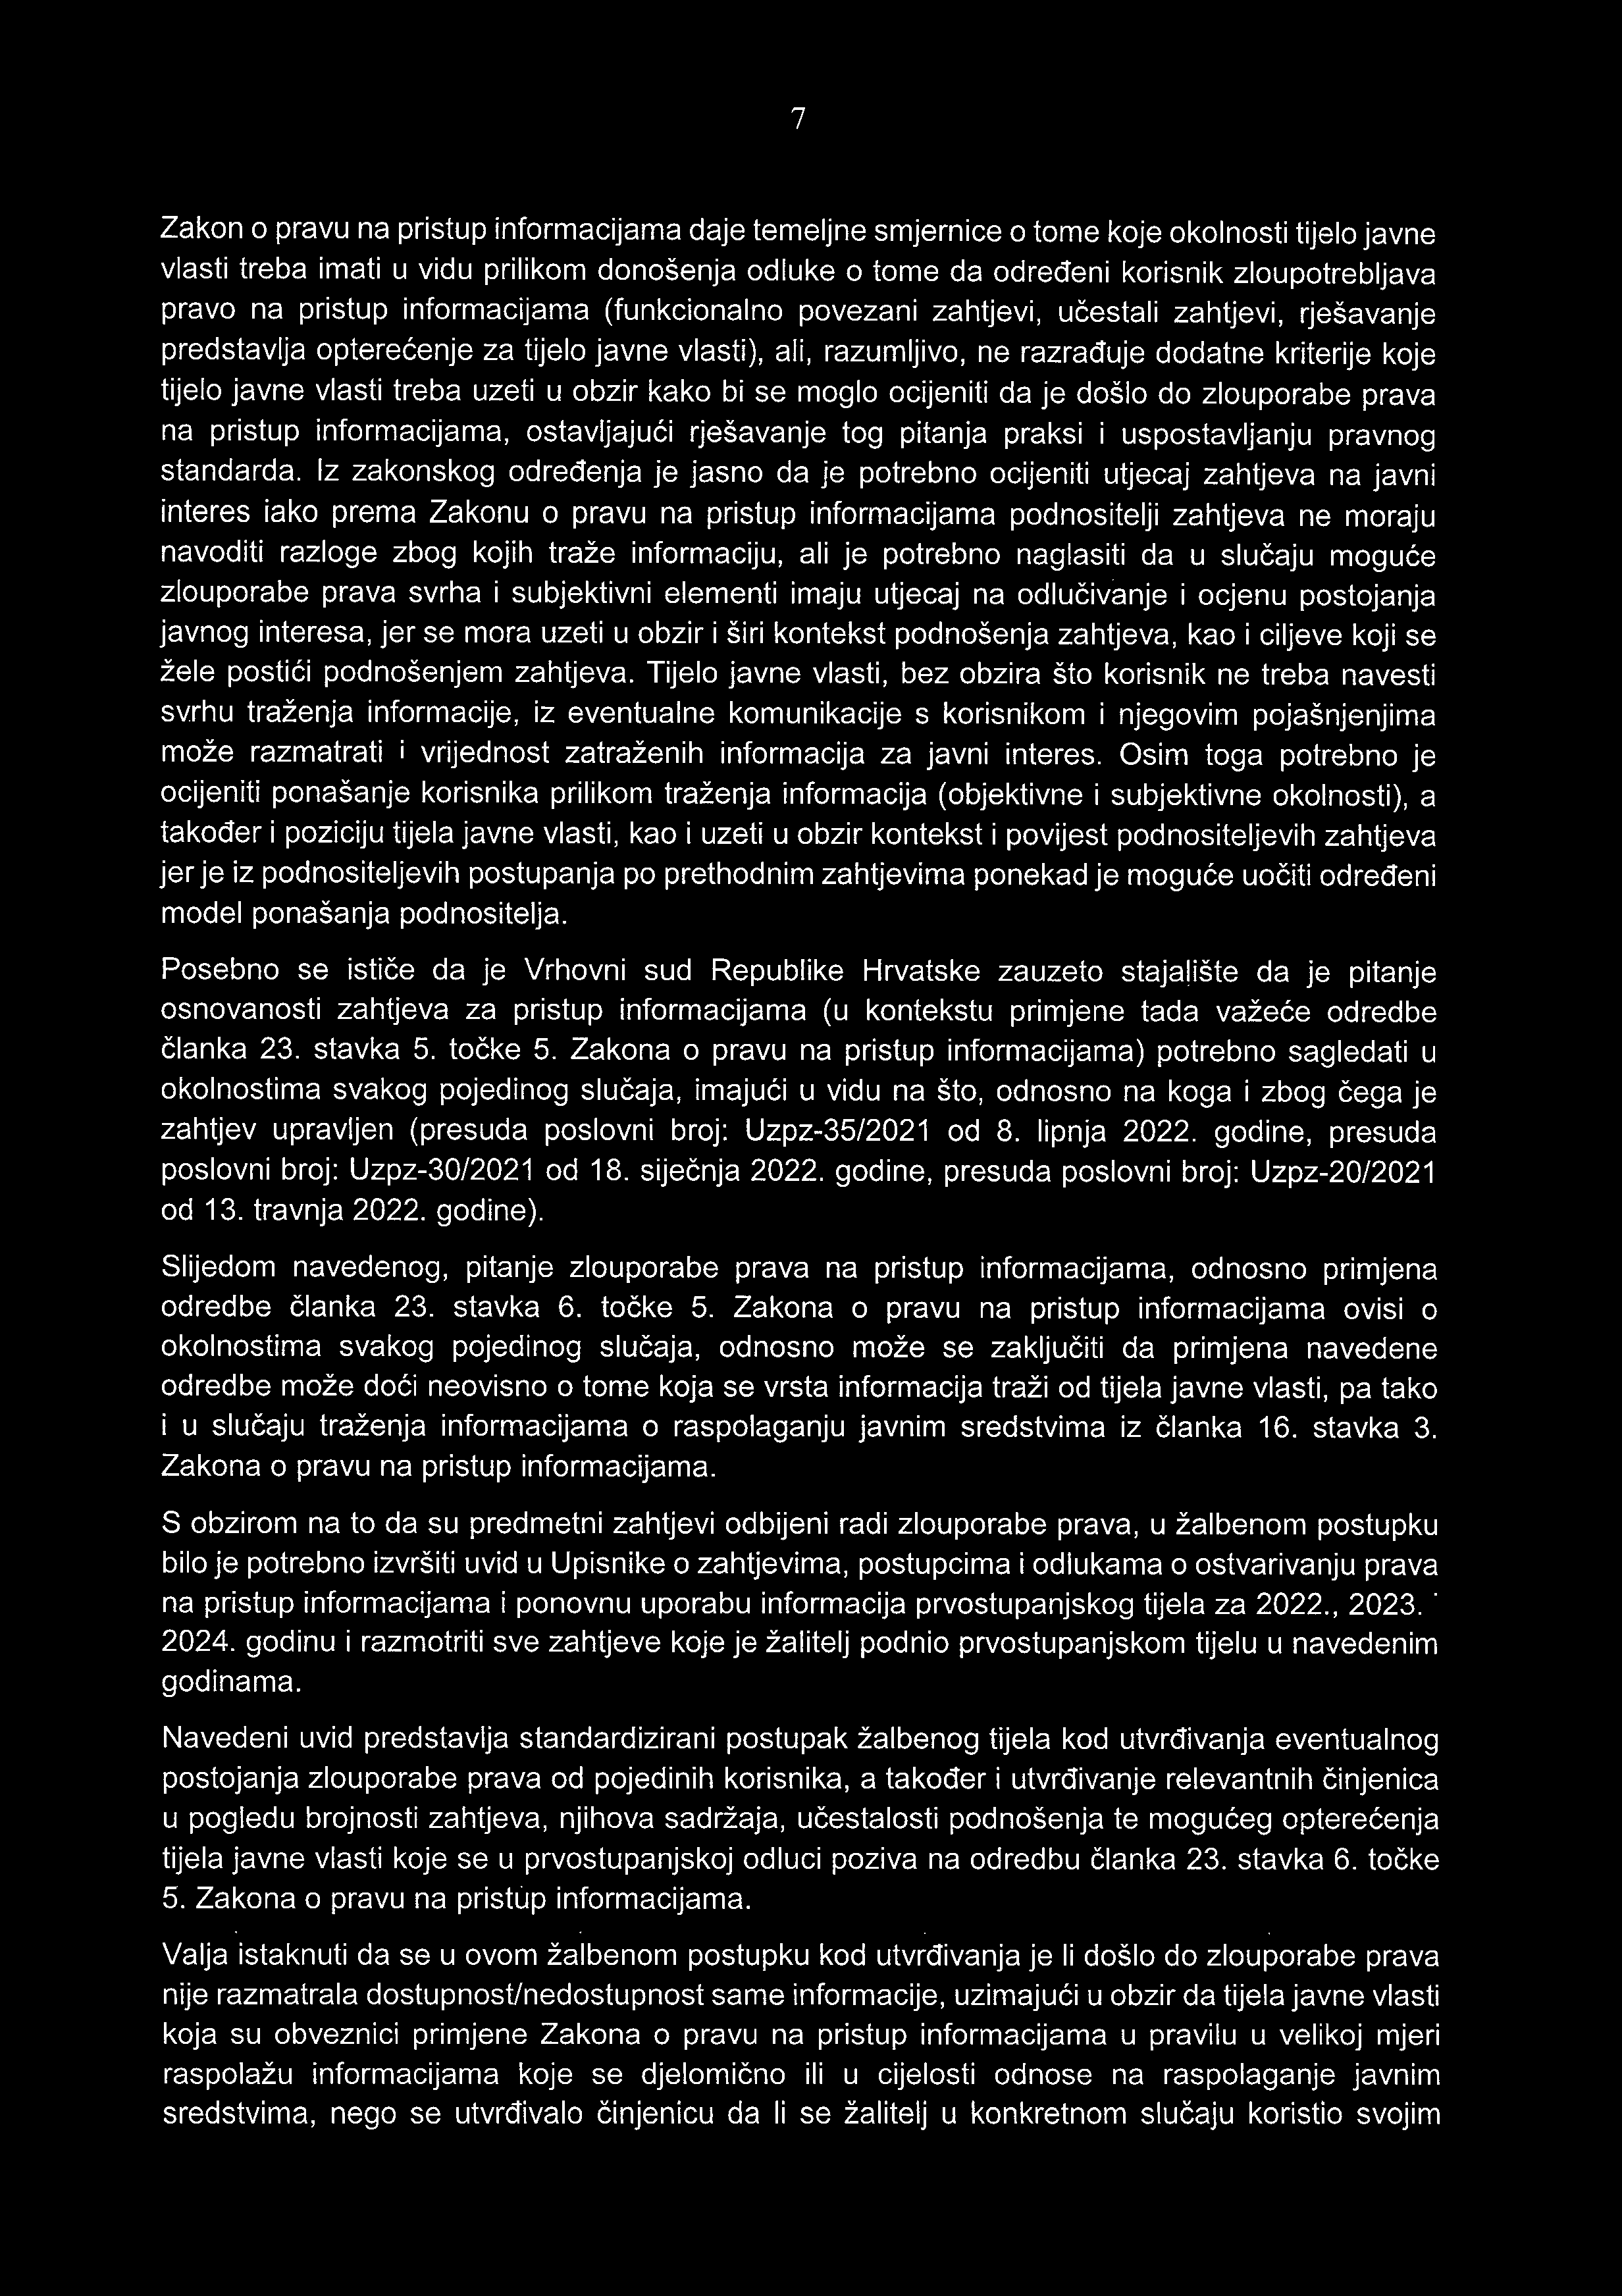 7
Zakon o pravu na pristup informacijama daje temeljne smjernice o tome koje okolnosti tijelo javne
vlasti treba imati u vidu prilikom donošenja odluke o tome da određeni korisnik zloupotrebljava
pravo na pristup informacijama (funkcionalno povezani zahtjevi, učestali zahtjevi, rješavanje
predstavlja opterećenje za tijelo javne vlasti), ali, razumljivo, ne razrađuje dodatne kriterije koje
tijelo javne vlasti treba uzeti u obzir kako bi se moglo ocijeniti da je došlo do zlouporabe prava
na pristup informacijama, ostavljajući rješavanje tog pitanja praksi i uspostavljanju pravnog
standarda. Iz zakonskog određenja je jasno da je potrebno ocijeniti utjecaj zahtjeva na javni
interes iako prema Zakonu o pravu na pristup informacijama podnositelji zahtjeva ne moraju
navoditi razloge zbog kojih traže informaciju, ali je potrebno naglasiti da u slučaju moguće
zlouporabe prava svrha i subjektivni elementi imaju utjecaj na odlučivanje i ocjenu postojanja
javnog interesa, jer se mora uzeti u obzir i širi kontekst podnošenja zahtjeva, kao i ciljeve koji se
žele postići podnošenjem zahtjeva. Tijelo javne vlasti, bez obzira što korisnik ne treba navesti
svrhu traženja informacije, iz eventualne komunikacije s korisnikom i njegovim pojašnjenjima
može razmatrati i vrijednost zatraženih informacija za javni interes. Osim toga potrebno je
ocijeniti ponašanje korisnika prilikom traženja informacija (objektivne i subjektivne okolnosti), a
također i poziciju tijela javne vlasti, kao i uzeti u obzir kontekst i povijest podnositeljevih zahtjeva
jer je iz podnositeljevih postupanja po prethodnim zahtjevima ponekad je moguće uočiti određeni
model ponašanja podnositelja.
Posebno se ističe da je Vrhovni sud Republike Hrvatske zauzeto stajalište da je pitanje
osnovanosti zahtjeva za pristup informacijama (u kontekstu primjene tada važeće odredbe
članka 23. stavka 5. točke 5. Zakona o pravu na pristup informacijama) potrebno sagledati u
okolnostima svakog pojedinog slučaja, imajući u vidu na što, odnosno na koga i zbog čega je
zahtjev upravljen (presuda poslovni broj: Uzpz-35/2021 od 8. lipnja 2022. godine, presuda
poslovni broj: Uzpz-30/2021 od 18. siječnja 2022. godine, presuda poslovni broj: Uzpz-20/2021
od 13. travnja 2022. godine).
Slijedom navedenog, pitanje zlouporabe prava na pristup informacijama, odnosno primjena
odredbe članka 23. stavka 6. točke 5. Zakona o pravu na pristup informacijama ovisi o
okolnostima svakog pojedinog slučaja, odnosno može se zaključiti da primjena navedene
odredbe može doći neovisno o tome koja se vrsta informacija traži od tijela javne vlasti, pa tako
i u slučaju traženja informacijama o raspolaganju javnim sredstvima iz članka 16. stavka 3.
Zakona o pravu na pristup informacijama.
S obzirom na to da su predmetni zahtjevi odbijeni radi zlouporabe prava, u žalbenom postupku
bilo je potrebno izvršiti uvid u Upisnike o zahtjevima, postupcima i odlukama o ostvarivanju prava
na pristup informacijama i ponovnu uporabu informacija prvostupanjskog tijela za 2022., 2023.
2024. godinu i razmotriti sve zahtjeve koje je žalitelj podnio prvostupanjskom tijelu u navedenim
godinama.
Navedeni uvid predstavlja standardizirani postupak žalbenog tijela kod utvrđivanja eventualnog
postojanja zlouporabe prava od pojedinih korisnika, a također i utvrđivanje relevantnih činjenica
u pogledu brojnosti zahtjeva, njihova sadržaja, učestalosti podnošenja te mogućeg opterećenja
tijela javne vlasti koje se u prvostupanjskoj odluci poziva na odredbu članka 23. stavka 6. točke
5. Zakona o pravu na pristup informacijama.
Valja istaknuti da se u ovom žalbenom postupku kod utvrđivanja je li došlo do zlouporabe prava
nije razmatrala dostupnost/nedostupnost same informacije, uzimajući u obzir da tijela javne vlasti
koja su obveznici primjene Zakona o pravu na pristup informacijama u pravilu u velikoj mjeri
raspolažu informacijama koje se djelomično ili u cijelosti odnose na raspolaganje javnim
sredstvima, nego se utvrđivalo činjenicu da li se žalitelj u konkretnom slučaju koristio svojim